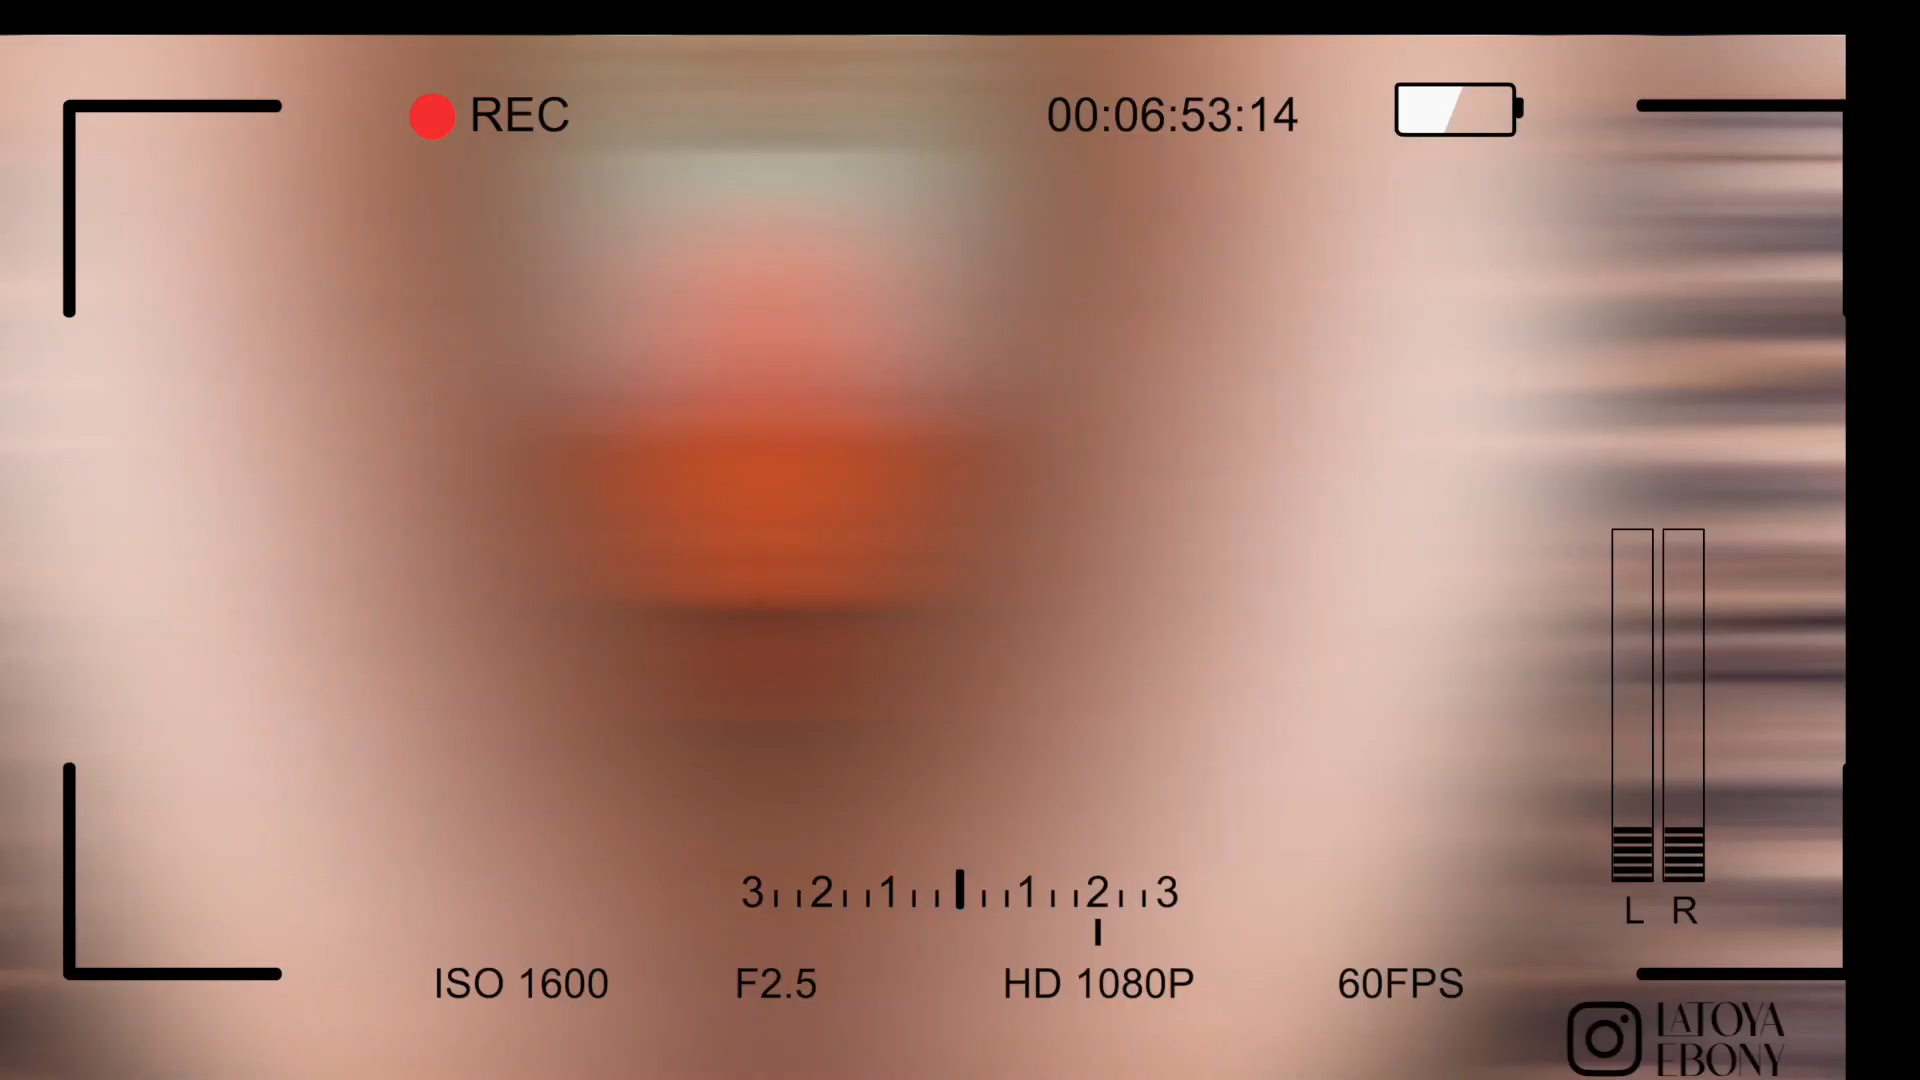 REC
00:06:53:14
L R
3 2 1 1 2 3
ISO 1600 F2.5 HD 1080P 60FPS
LATOYA
EBONY